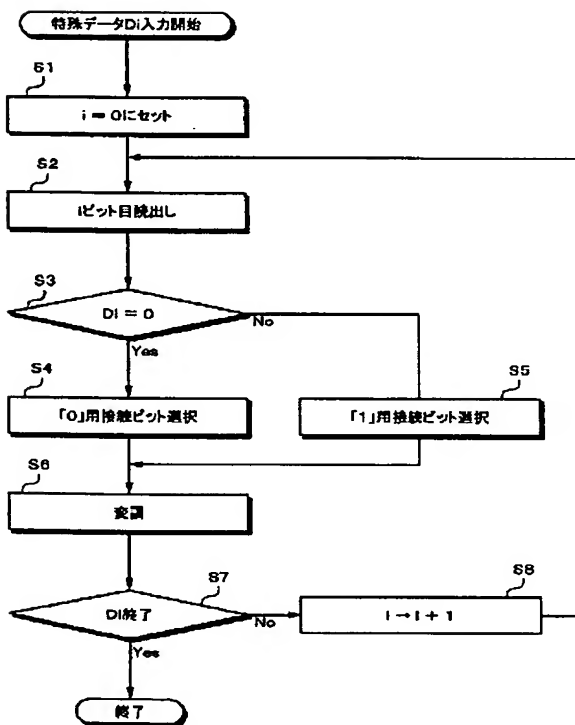 特殊データDi入力開始
S1
i = 0にセット
S2
iビット目読出し
S3
Di = 0
No
Yes
S4
「0」用接続ビット選択
S5
「1」用接続ビット選択
S6
変調
S7
Di終了
No
S8
i → i + 1
Yes
終了